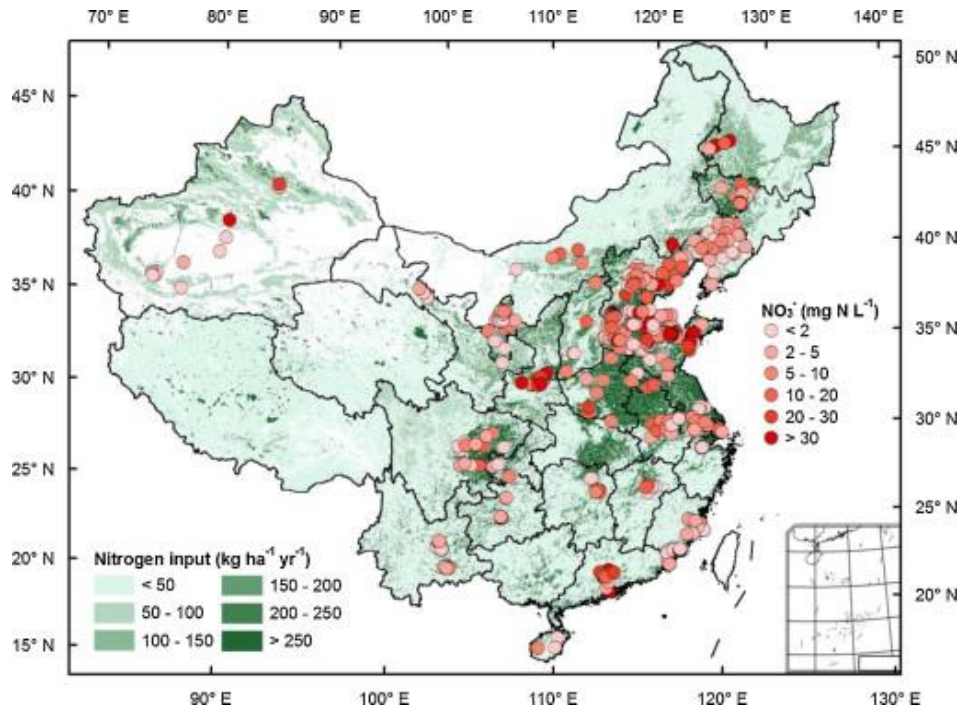 70° E 80° E 90° E 100° E 110° E 120° E 130° E 140° E
50° N
45° N
45° N
40° N
40° N
35° N
35° N
30° N
30° N
25° N
25° N
20° N
20° N
15° N
NO₃⁻ (mg N L⁻¹)
< 2
2 - 5
5 - 10
10 - 20
20 - 30
> 30
Nitrogen input (kg ha⁻¹ yr⁻¹)
< 50 150 - 200
50 - 100 200 - 250
100 - 150 > 250
90° E 100° E 110° E 120° E 130° E